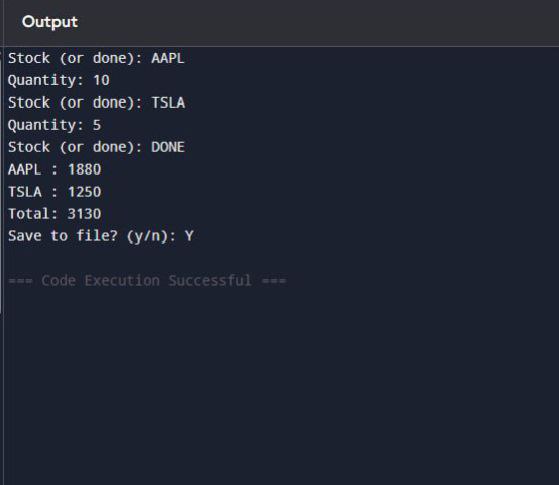 Output
Stock (or done): AAPL
Quantity: 10
Stock (or done): TSLA
Quantity: 5
Stock (or done): DONE
AAPL : 1880
TSLA : 1250
Total: 3130
Save to file? (y/n): Y
=== Code Execution Successful ===